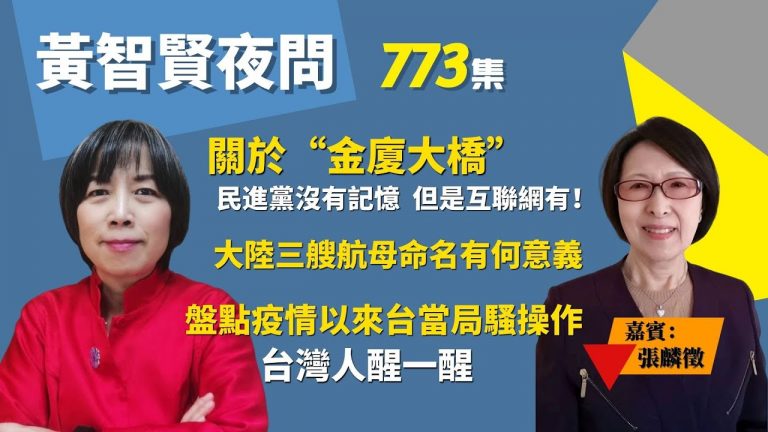 黃智賢夜問 773集
關於“金廈大橋”
民進黨沒有記憶 但是互聯網有！
大陸三艘航母命名有何意義
盤點疫情以來台當局騷操作
台灣人醒一醒
嘉賓：
張麟徵